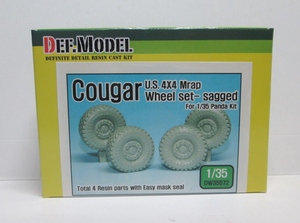 DEF.MODEL
DEFINITE DETAIL RESIN CAST KIT
Cougar U.S. 4X4 Mrap
Wheel set- sagged
For 1/35 Panda Kit
Total 4 Resin parts with Easy mask seal
1/35
DW35072